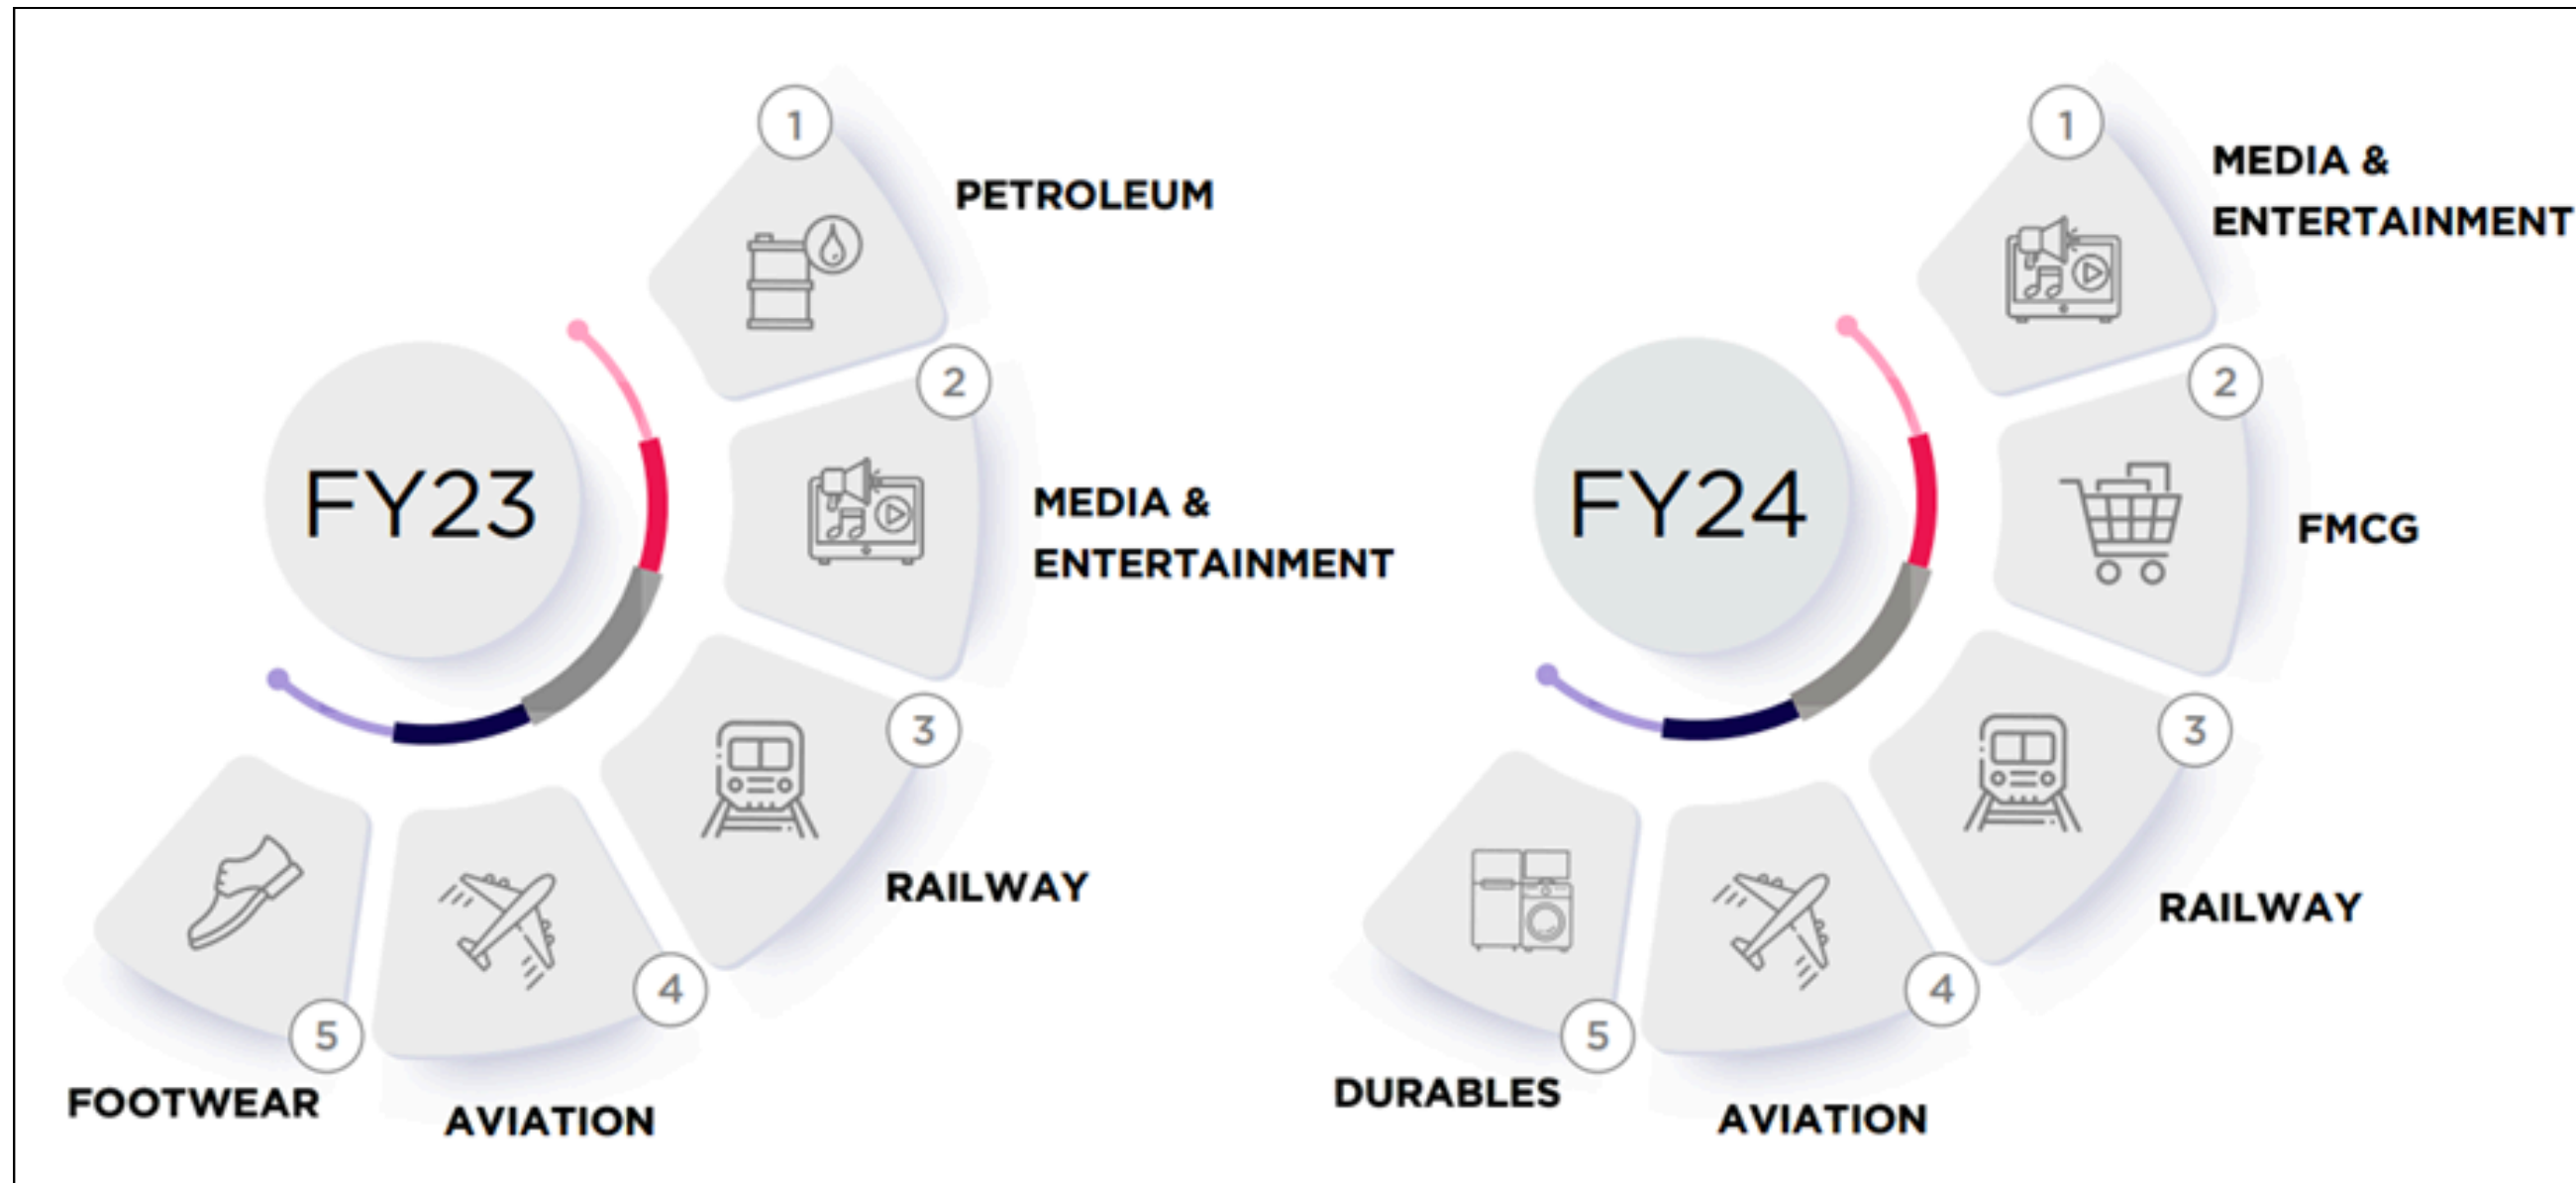 FY23
1
PETROLEUM
2
MEDIA &
ENTERTAINMENT
3
RAILWAY
4
AVIATION
5
FOOTWEAR
FY24
1
MEDIA &
ENTERTAINMENT
2
FMCG
3
RAILWAY
4
AVIATION
5
DURABLES